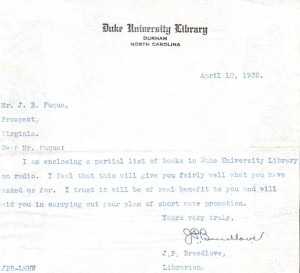 Duke University Library
DURHAM
NORTH CAROLINA
April 10, 1935.
Mr. J. B. Fuqua,
Prospect,
Virginia.
Dear Mr. Fuqua:
I am enclosing a partial list of books in Duke University Library
on radio. I feel that this will give you fairly well what you have
asked us for. I trust it will be of real benefit to you and will
aid you in carrying out your plan of short wave promotion.
Yours very truly,
J.P. Breedlove
J.P. Breedlove,
Librarian.